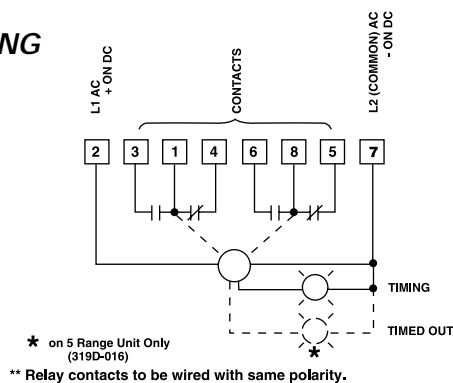 NG
L1 AC
+ ON DC
CONTACTS
L2 (COMMON) AC
- ON DC
2 3 1 4 6 8 5 7
TIMING
TIMED OUT
* on 5 Range Unit Only
(319D-016)
*
** Relay contacts to be wired with same polarity.